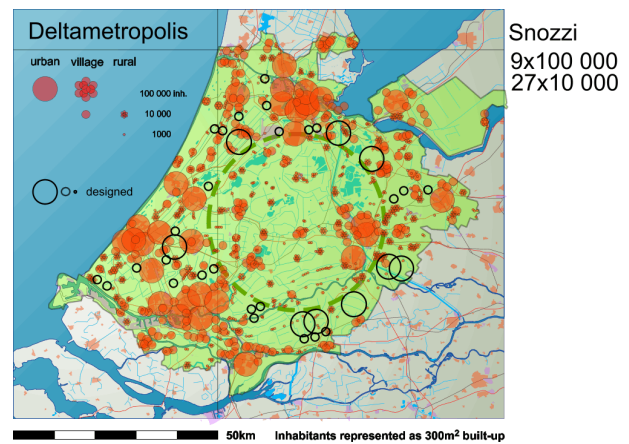 Deltametropolis
Snozzi
9x100 000
27x10 000
urban village rural
100 000 inh.
10 000
1000
designed
50km Inhabitants represented as 300m² built-up